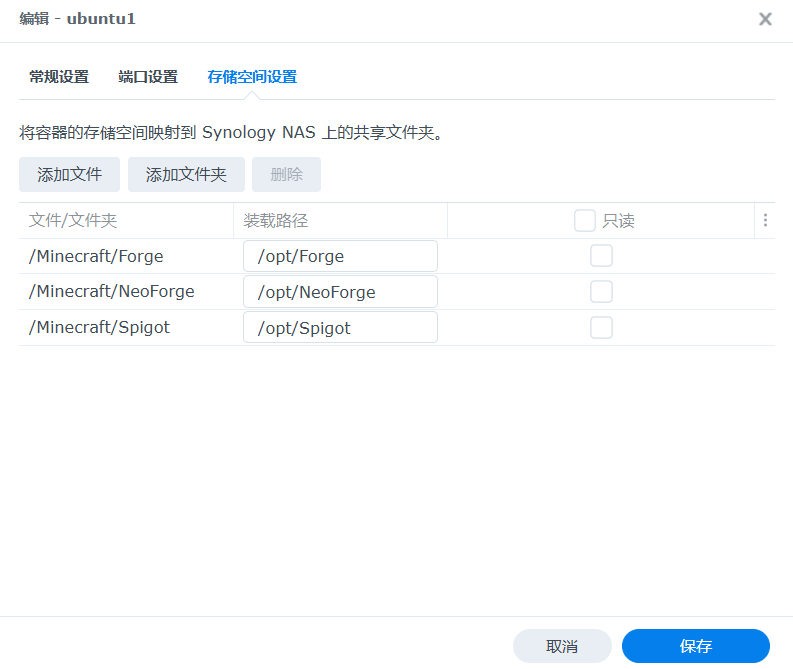 编辑 - ubuntu1
常规设置 端口设置 存储空间设置
将容器的存储空间映射到 Synology NAS 上的共享文件夹。
添加文件 添加文件夹 删除
文件/文件夹 装载路径 只读
/Minecraft/Forge /opt/Forge
/Minecraft/NeoForge /opt/NeoForge
/Minecraft/Spigot /opt/Spigot
取消 保存